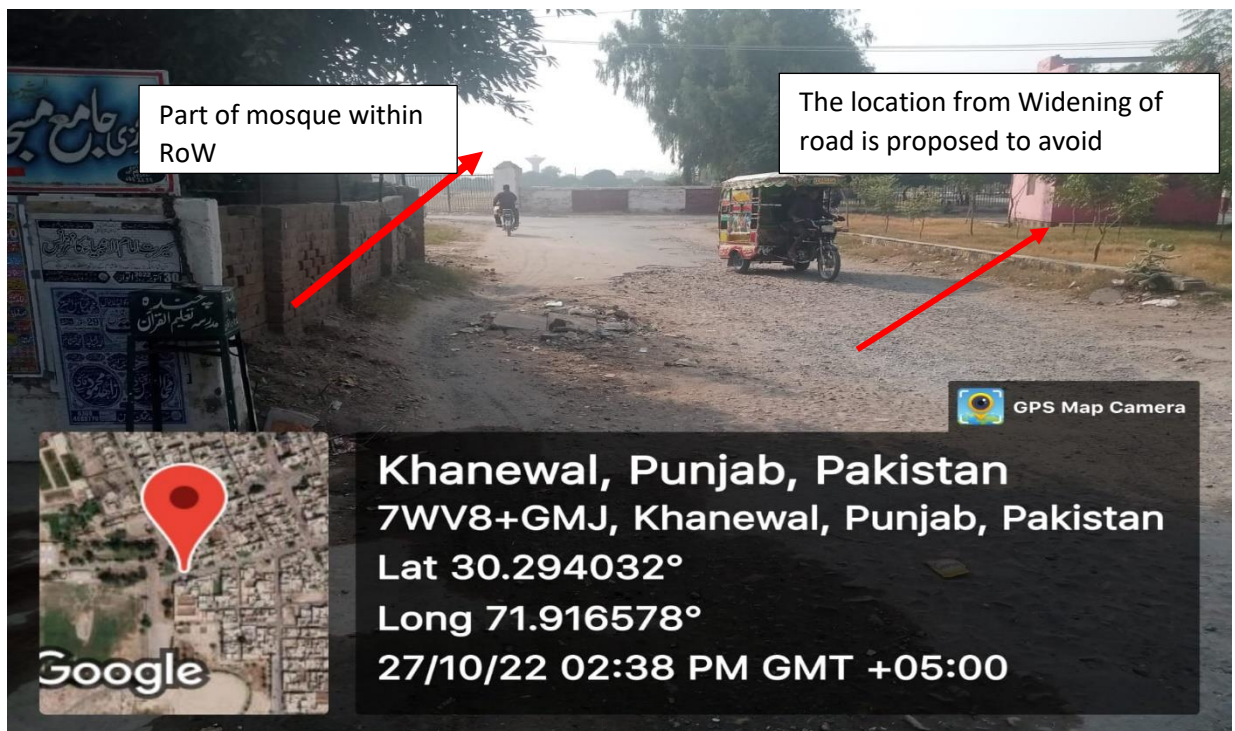 جامع مسجد
Part of mosque within
RoW
The location from Widening of
road is proposed to avoid
چندہ
مدرسہ تعلیم القرآن
GPS Map Camera
Khanewal, Punjab, Pakistan
7WV8+GMJ, Khanewal, Punjab, Pakistan
Lat 30.294032°
Long 71.916578°
27/10/22 02:38 PM GMT +05:00
Google